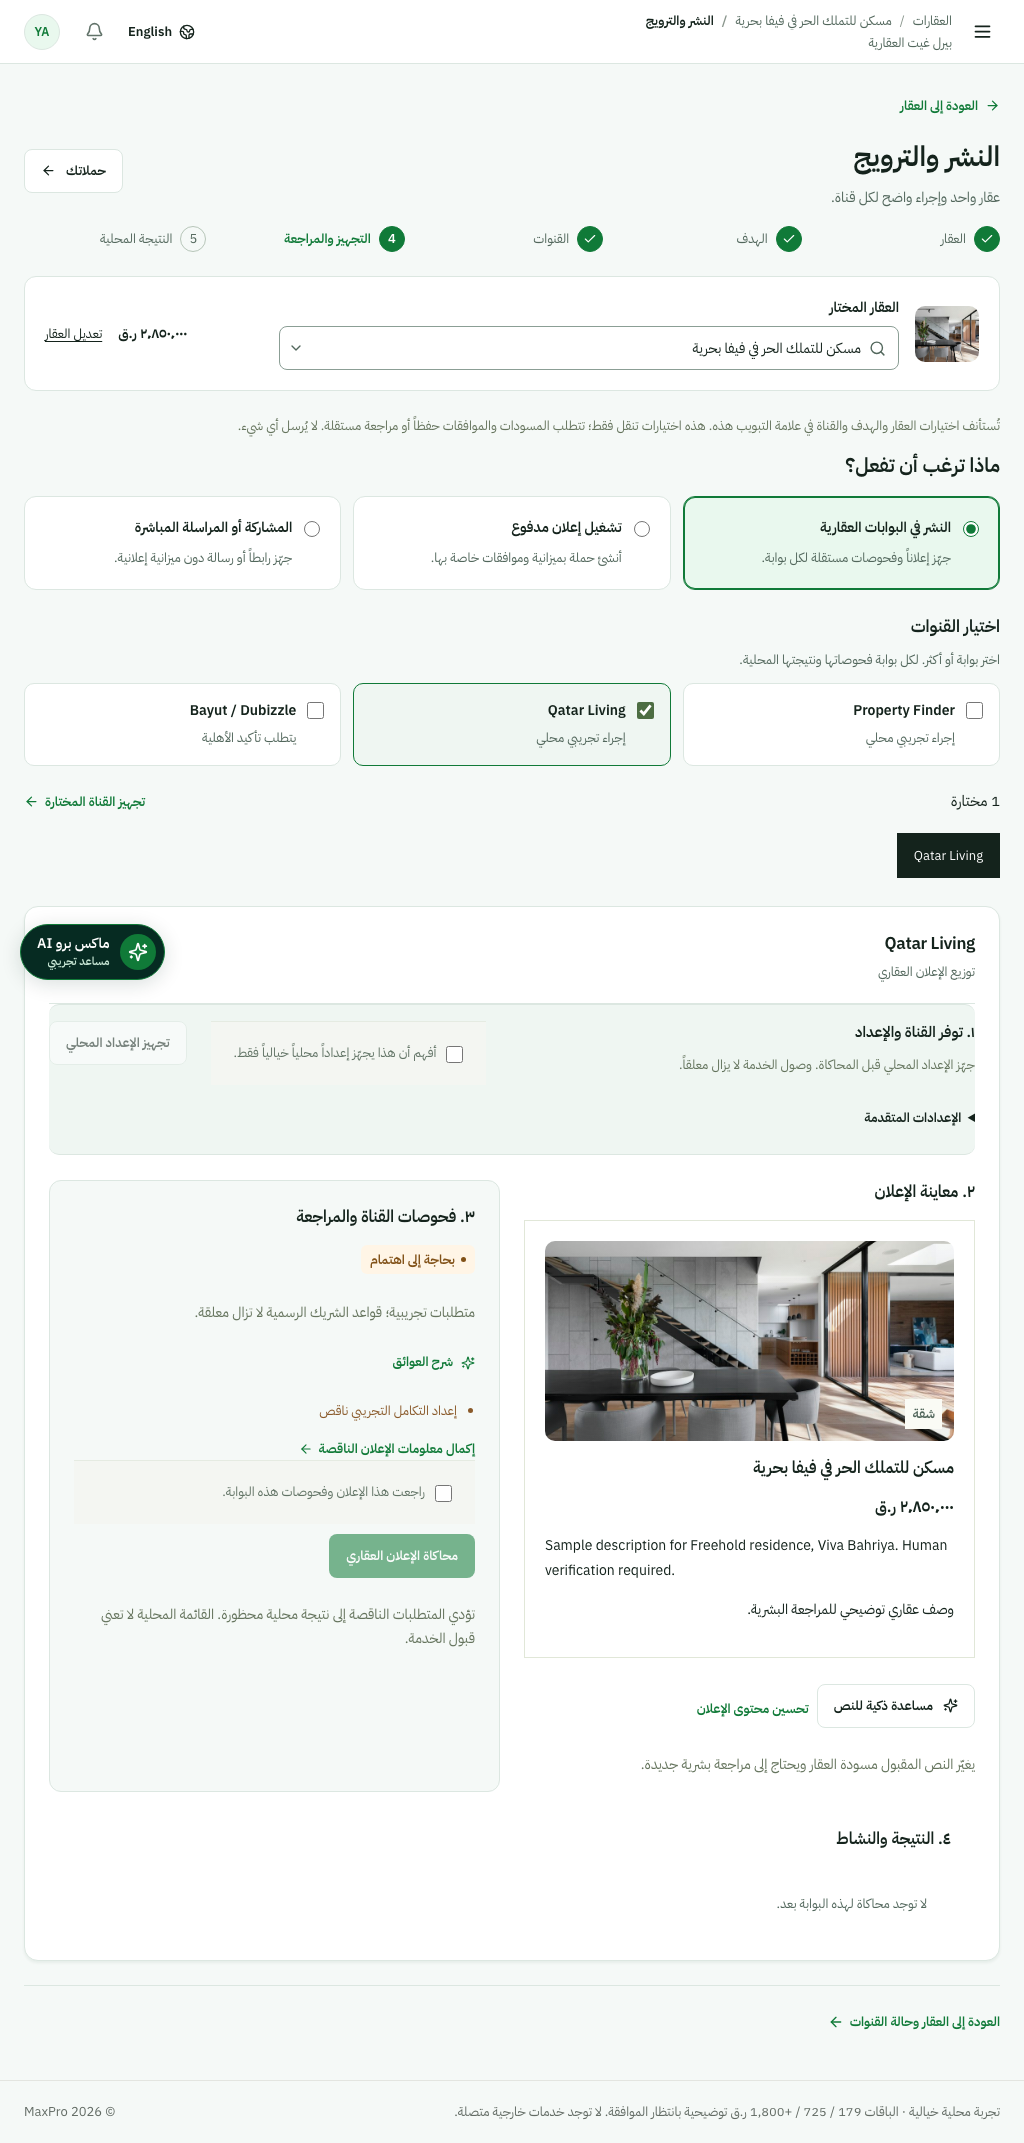 العقارات / مسكن للتملك الحر في فيفا بحرية / النشر والترويج
بيرل غيت العقارية
English
YA
العودة إلى العقار
النشر والترويج
حملاتك
عقار واحد وإجراء واضح لكل قناة.
العقار
الهدف
القنوات
4 التجهيز والمراجعة
5 النتيجة المحلية
العقار المختار
مسكن للتملك الحر في فيفا بحرية
٢,٨٥٠,٠٠٠ ر.ق
تعديل العقار
تُستأنف اختيارات العقار والهدف والقناة في علامة التبويب هذه. هذه اختيارات تنقل فقط؛ تتطلب المسودات والموافقات حفظاً أو مراجعة مستقلة. لا يُرسل أي شيء.
ماذا ترغب أن تفعل؟
النشر في البوابات العقارية
جهّز إعلاناً وفحوصات مستقلة لكل بوابة.
تشغيل إعلان مدفوع
أنشئ حملة بميزانية وموافقات خاصة بها.
المشاركة أو المراسلة المباشرة
جهّز رابطاً أو رسالة دون ميزانية إعلانية.
اختيار القنوات
اختر بوابة أو أكثر. لكل بوابة فحوصاتها ونتيجتها المحلية.
Property Finder
إجراء تجريبي محلي
Qatar Living
إجراء تجريبي محلي
Bayut / Dubizzle
يتطلب تأكيد الأهلية
1 مختارة
تجهيز القناة المختارة
Qatar Living
ماكس برو AI
مساعد تجريبي
Qatar Living
توزيع الإعلان العقاري
١. توفر القناة والإعداد
جهّز الإعداد المحلي قبل المحاكاة. وصول الخدمة لا يزال معلقاً.
أفهم أن هذا يجهّز إعداداً محلياً خيالياً فقط.
تجهيز الإعداد المحلي
الإعدادات المتقدمة
٢. معاينة الإعلان
شقة
مسكن للتملك الحر في فيفا بحرية
٢,٨٥٠,٠٠٠ ر.ق
Sample description for Freehold residence, Viva Bahriya. Human
verification required.
وصف عقاري توضيحي للمراجعة البشرية.
مساعدة ذكية للنص
تحسين محتوى الإعلان
يغيّر النص المقبول مسودة العقار ويحتاج إلى مراجعة بشرية جديدة.
٣. فحوصات القناة والمراجعة
بحاجة إلى اهتمام
متطلبات تجريبية؛ قواعد الشريك الرسمية لا تزال معلقة.
شرح العوائق
إعداد التكامل التجريبي ناقص
إكمال معلومات الإعلان الناقصة
راجعت هذا الإعلان وفحوصات هذه البوابة.
محاكاة الإعلان العقاري
تؤدي المتطلبات الناقصة إلى نتيجة محلية محظورة. القائمة المحلية لا تعني
قبول الخدمة.
٤. النتيجة والنشاط
لا توجد محاكاة لهذه البوابة بعد.
العودة إلى العقار وحالة القنوات
تجربة محلية خيالية · الباقات 179 / 725 / +1,800 ر.ق توضيحية بانتظار الموافقة. لا توجد خدمات خارجية متصلة.
© 2026 MaxPro